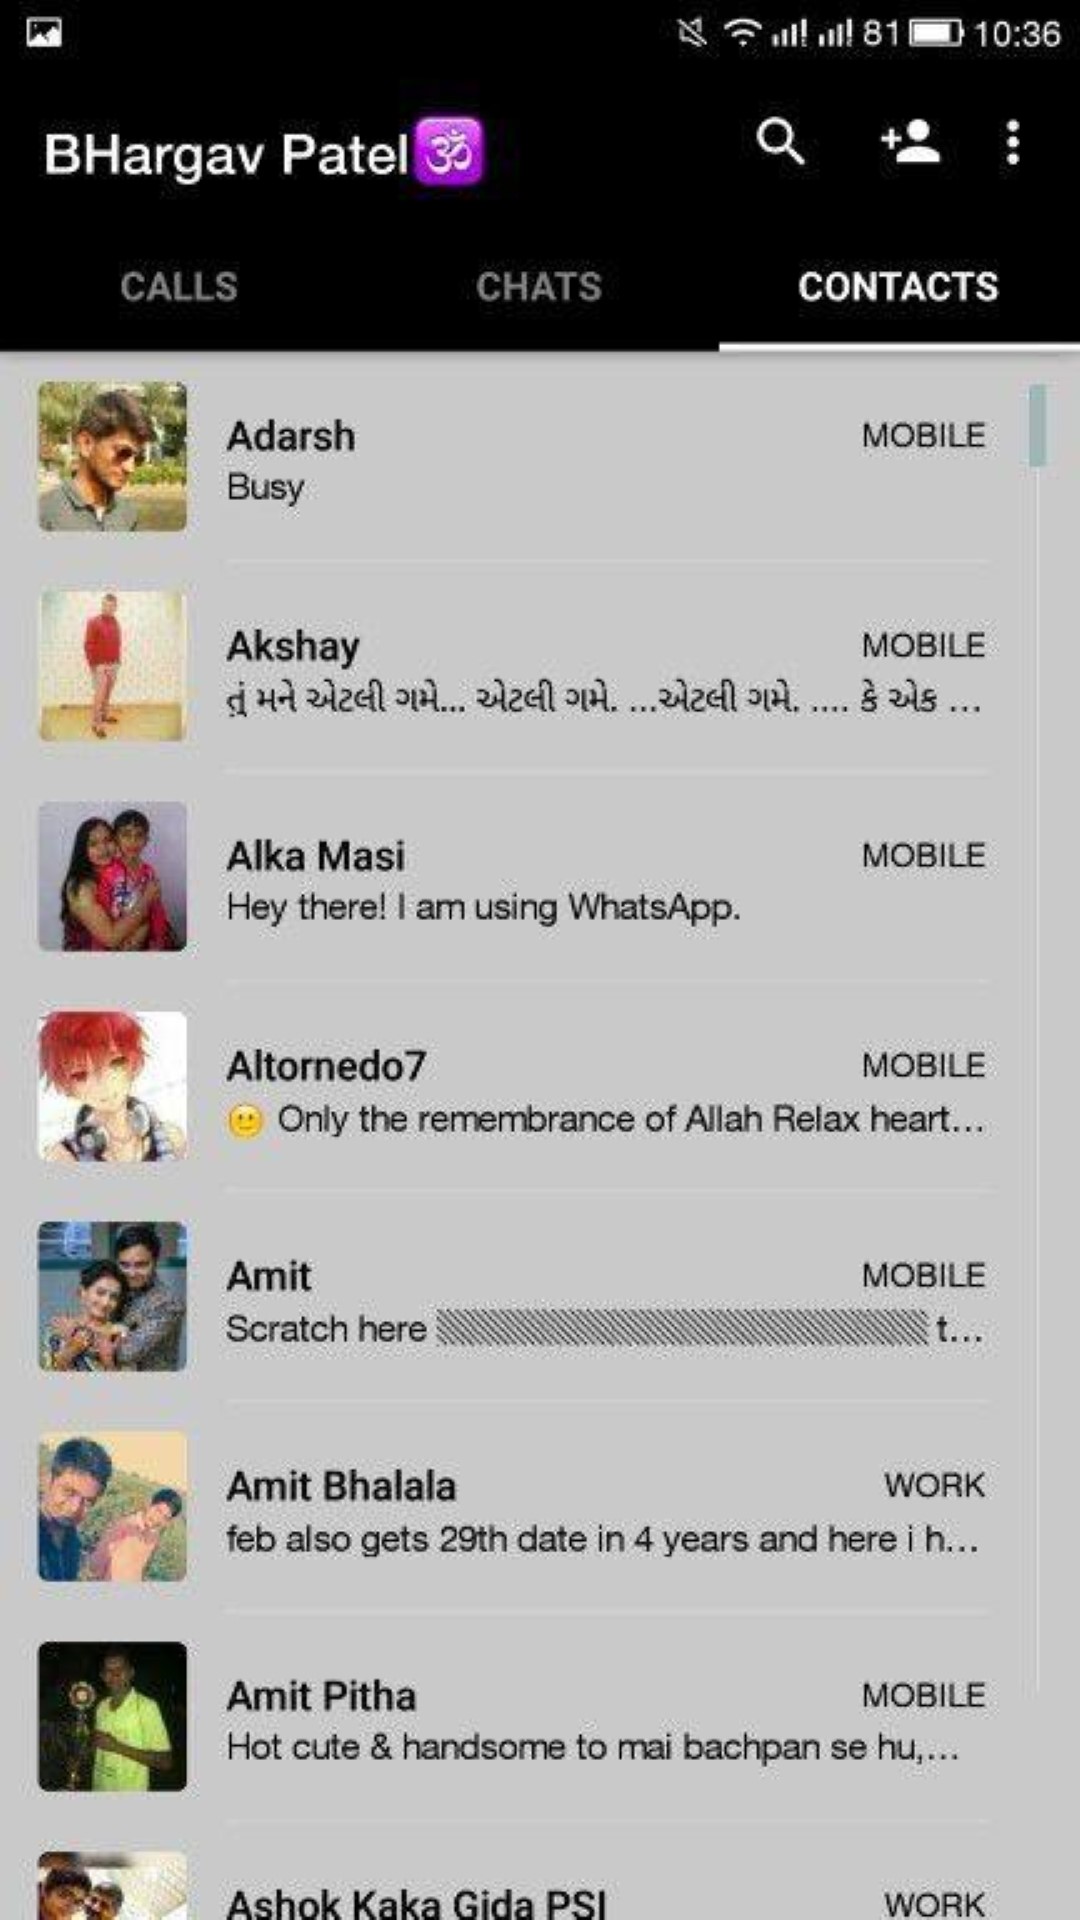 81 10:36
BHargav Patel🕉
CALLS CHATS CONTACTS
Adarsh MOBILE
Busy
Akshay MOBILE
તું મને એટલી ગમે... એટલી ગમે. ...એટલી ગમે. .... કે એક ...
Alka Masi MOBILE
Hey there! I am using WhatsApp.
Altornedo7 MOBILE
🙂 Only the remembrance of Allah Relax heart...
Amit MOBILE
Scratch here ▨▨▨▨▨▨▨▨▨▨▨▨ t...
Amit Bhalala WORK
feb also gets 29th date in 4 years and here i h...
Amit Pitha MOBILE
Hot cute & handsome to mai bachpan se hu,...
Ashok Kaka Gida PSI WORK